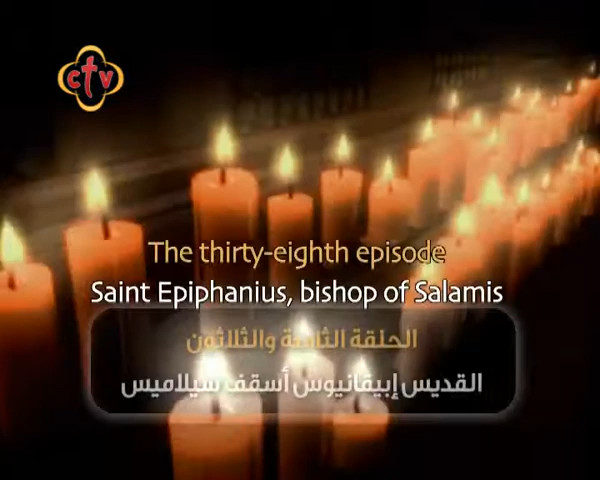 ctv
The thirty-eighth episode
Saint Epiphanius, bishop of Salamis
الحلقة الثامنة والثلاثون
القديس إبيفانيوس أسقف سيلاميس